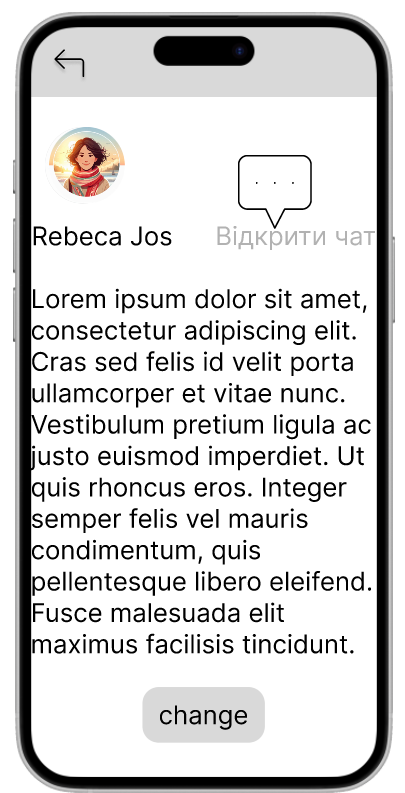 Rebeca Jos
Відкрити чат
Lorem ipsum dolor sit amet,
consectetur adipiscing elit.
Cras sed felis id velit porta
ullamcorper et vitae nunc.
Vestibulum pretium ligula ac
justo euismod imperdiet. Ut
quis rhoncus eros. Integer
semper felis vel mauris
condimentum, quis
pellentesque libero eleifend.
Fusce malesuada elit
maximus facilisis tincidunt.
change